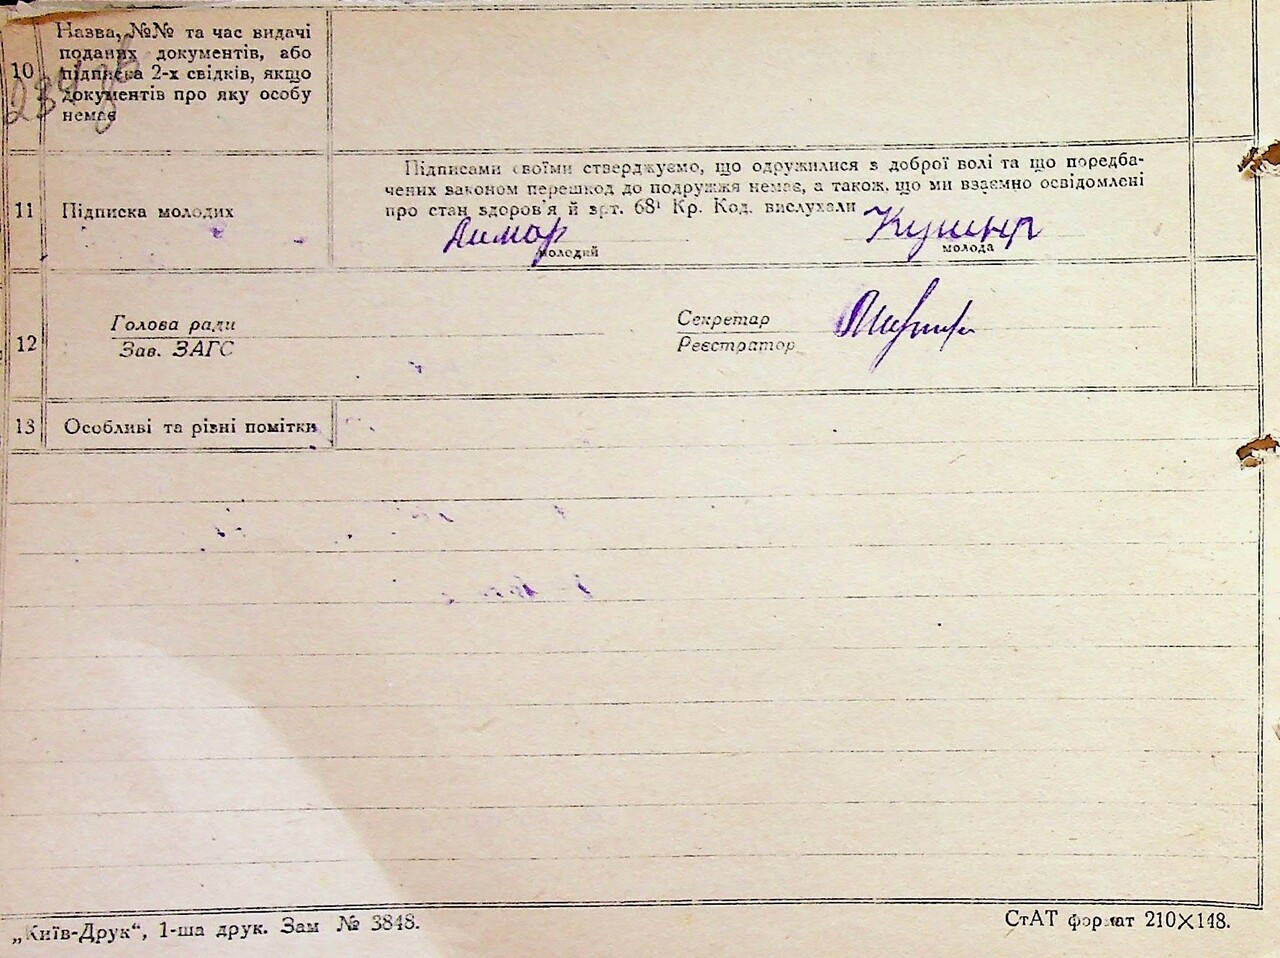 10
Назва, №№ та час видачі
поданих документів, або
підписка 2-х свідків, якщо
документів про яку особу
немає
11
Підписка молодих
Підписами своїми стверджуємо, що одружилися з доброї волі та що передба-
чених законом перешкод до подружжя немає, а також, що ми взаємно освідомлені
про стан здоров'я й зрт. 68¹ Кр. Код. вислухали
молодий
молода
12
Голова ради
Зав. ЗАГС
Секретар
Реєстратор
13
Особливі та різні помітки
„Київ-Друк“, 1-ша друк. Зам № 3848.
СтАТ формат 210×148.